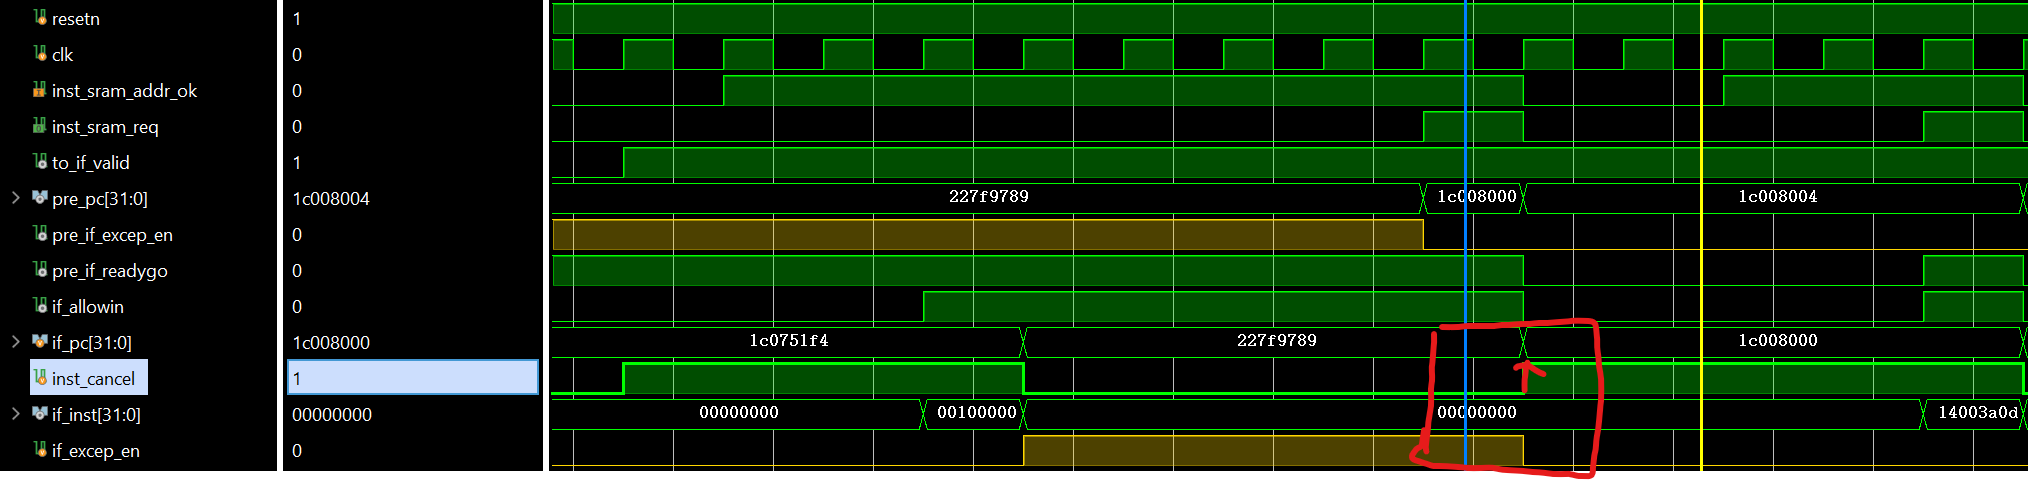 resetn 1
clk 0
inst_sram_addr_ok 0
inst_sram_req 0
to_if_valid 1
pre_pc[31:0] 1c008004 227f9789 1c008000 1c008004
pre_if_excep_en 0
pre_if_readygo 0
if_allowin 0
if_pc[31:0] 1c008000 1c0751f4 227f9789 1c008000
inst_cancel 1
if_inst[31:0] 00000000 00000000 00100000 00000000 14003a0d
if_excep_en 0